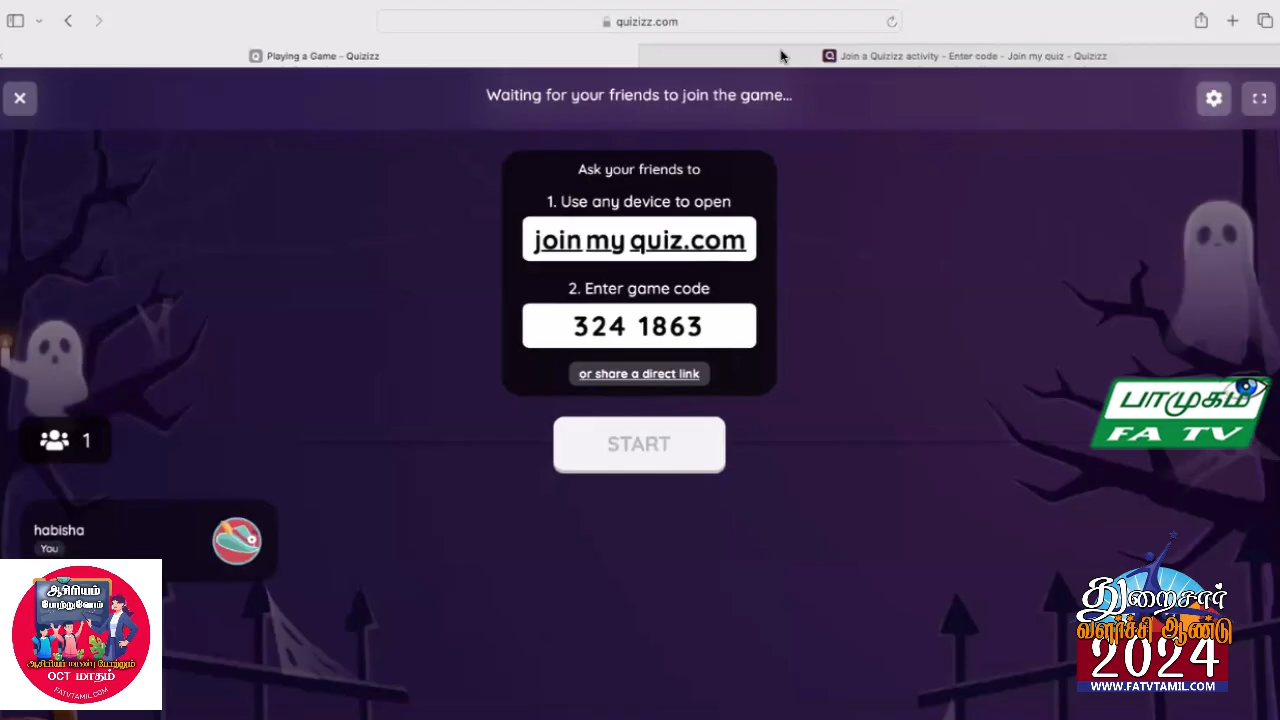 quizizz.com
Playing a Game - Quizizz
Join a Quizizz activity - Enter code - Join my quiz - Quizizz
Waiting for your friends to join the game...
Ask your friends to
1. Use any device to open
join my quiz.com
2. Enter game code
324 1863
or share a direct link
START
1
habisha
You
பாமுகம்
FA TV
ஆசிரியம்
போற்றுவோம்
OCT மாதம்
FATVTAMIL.COM
துறைசார்
வளர்ச்சி ஆண்டு
2024
WWW.FATVTAMIL.COM